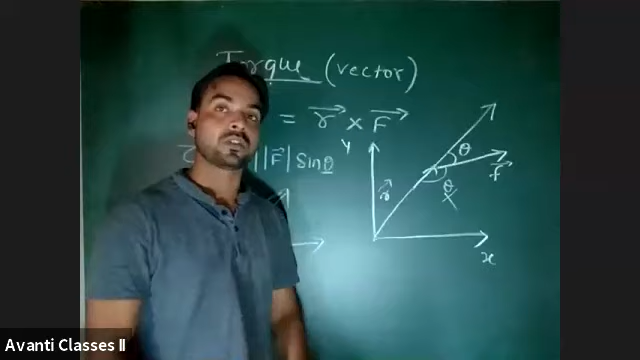 Torque (vector)
= r⃗ × F⃗
τ ||F⃗| Sinθ
y
θ
F⃗
θ
r⃗
x
Avanti Classes II